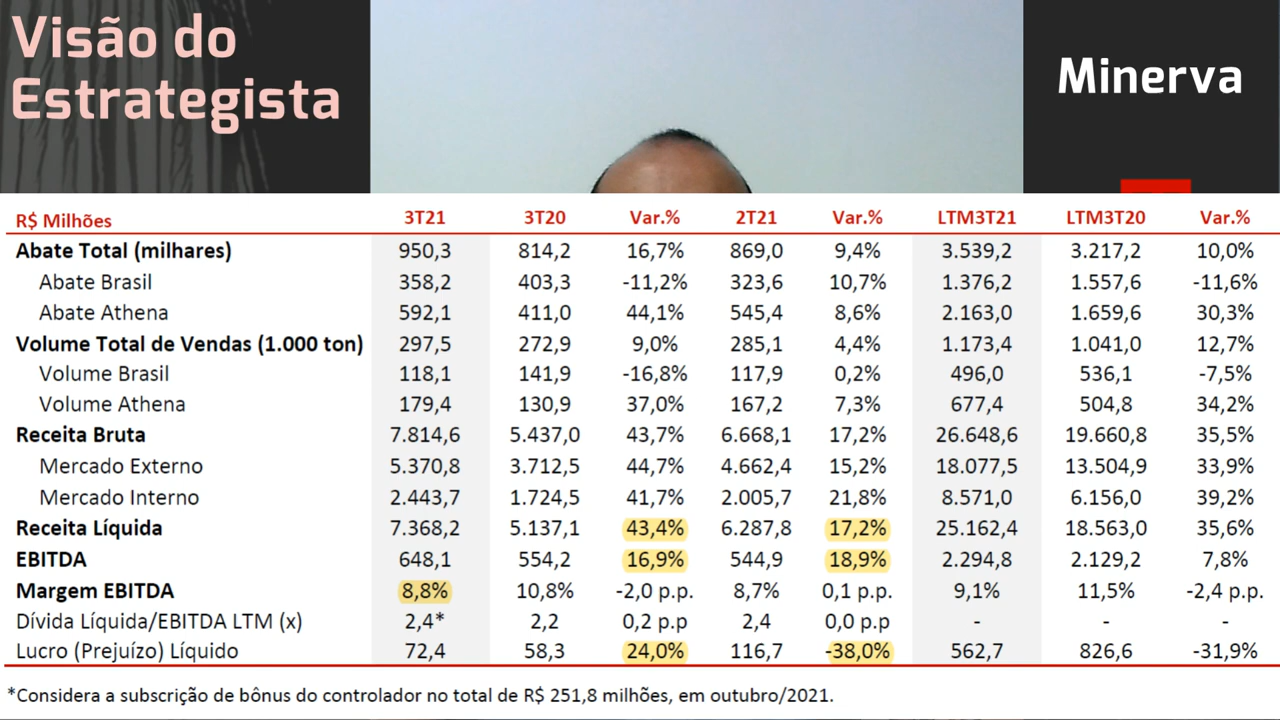 Visão do
Estrategista
Minerva
R$ Milhões 3T21 3T20 Var.% 2T21 Var.% LTM3T21 LTM3T20 Var.%
Abate Total (milhares) 950,3 814,2 16,7% 869,0 9,4% 3.539,2 3.217,2 10,0%
Abate Brasil 358,2 403,3 -11,2% 323,6 10,7% 1.376,2 1.557,6 -11,6%
Abate Athena 592,1 411,0 44,1% 545,4 8,6% 2.163,0 1.659,6 30,3%
Volume Total de Vendas (1.000 ton) 297,5 272,9 9,0% 285,1 4,4% 1.173,4 1.041,0 12,7%
Volume Brasil 118,1 141,9 -16,8% 117,9 0,2% 496,0 536,1 -7,5%
Volume Athena 179,4 130,9 37,0% 167,2 7,3% 677,4 504,8 34,2%
Receita Bruta 7.814,6 5.437,0 43,7% 6.668,1 17,2% 26.648,6 19.660,8 35,5%
Mercado Externo 5.370,8 3.712,5 44,7% 4.662,4 15,2% 18.077,5 13.504,9 33,9%
Mercado Interno 2.443,7 1.724,5 41,7% 2.005,7 21,8% 8.571,0 6.156,0 39,2%
Receita Líquida 7.368,2 5.137,1 43,4% 6.287,8 17,2% 25.162,4 18.563,0 35,6%
EBITDA 648,1 554,2 16,9% 544,9 18,9% 2.294,8 2.129,2 7,8%
Margem EBITDA 8,8% 10,8% -2,0 p.p. 8,7% 0,1 p.p. 9,1% 11,5% -2,4 p.p.
Dívida Líquida/EBITDA LTM (x) 2,4* 2,2 0,2 p.p 2,4 0,0 p.p - - -
Lucro (Prejuízo) Líquido 72,4 58,3 24,0% 116,7 -38,0% 562,7 826,6 -31,9%
*Considera a subscrição de bônus do controlador no total de R$ 251,8 milhões, em outubro/2021.